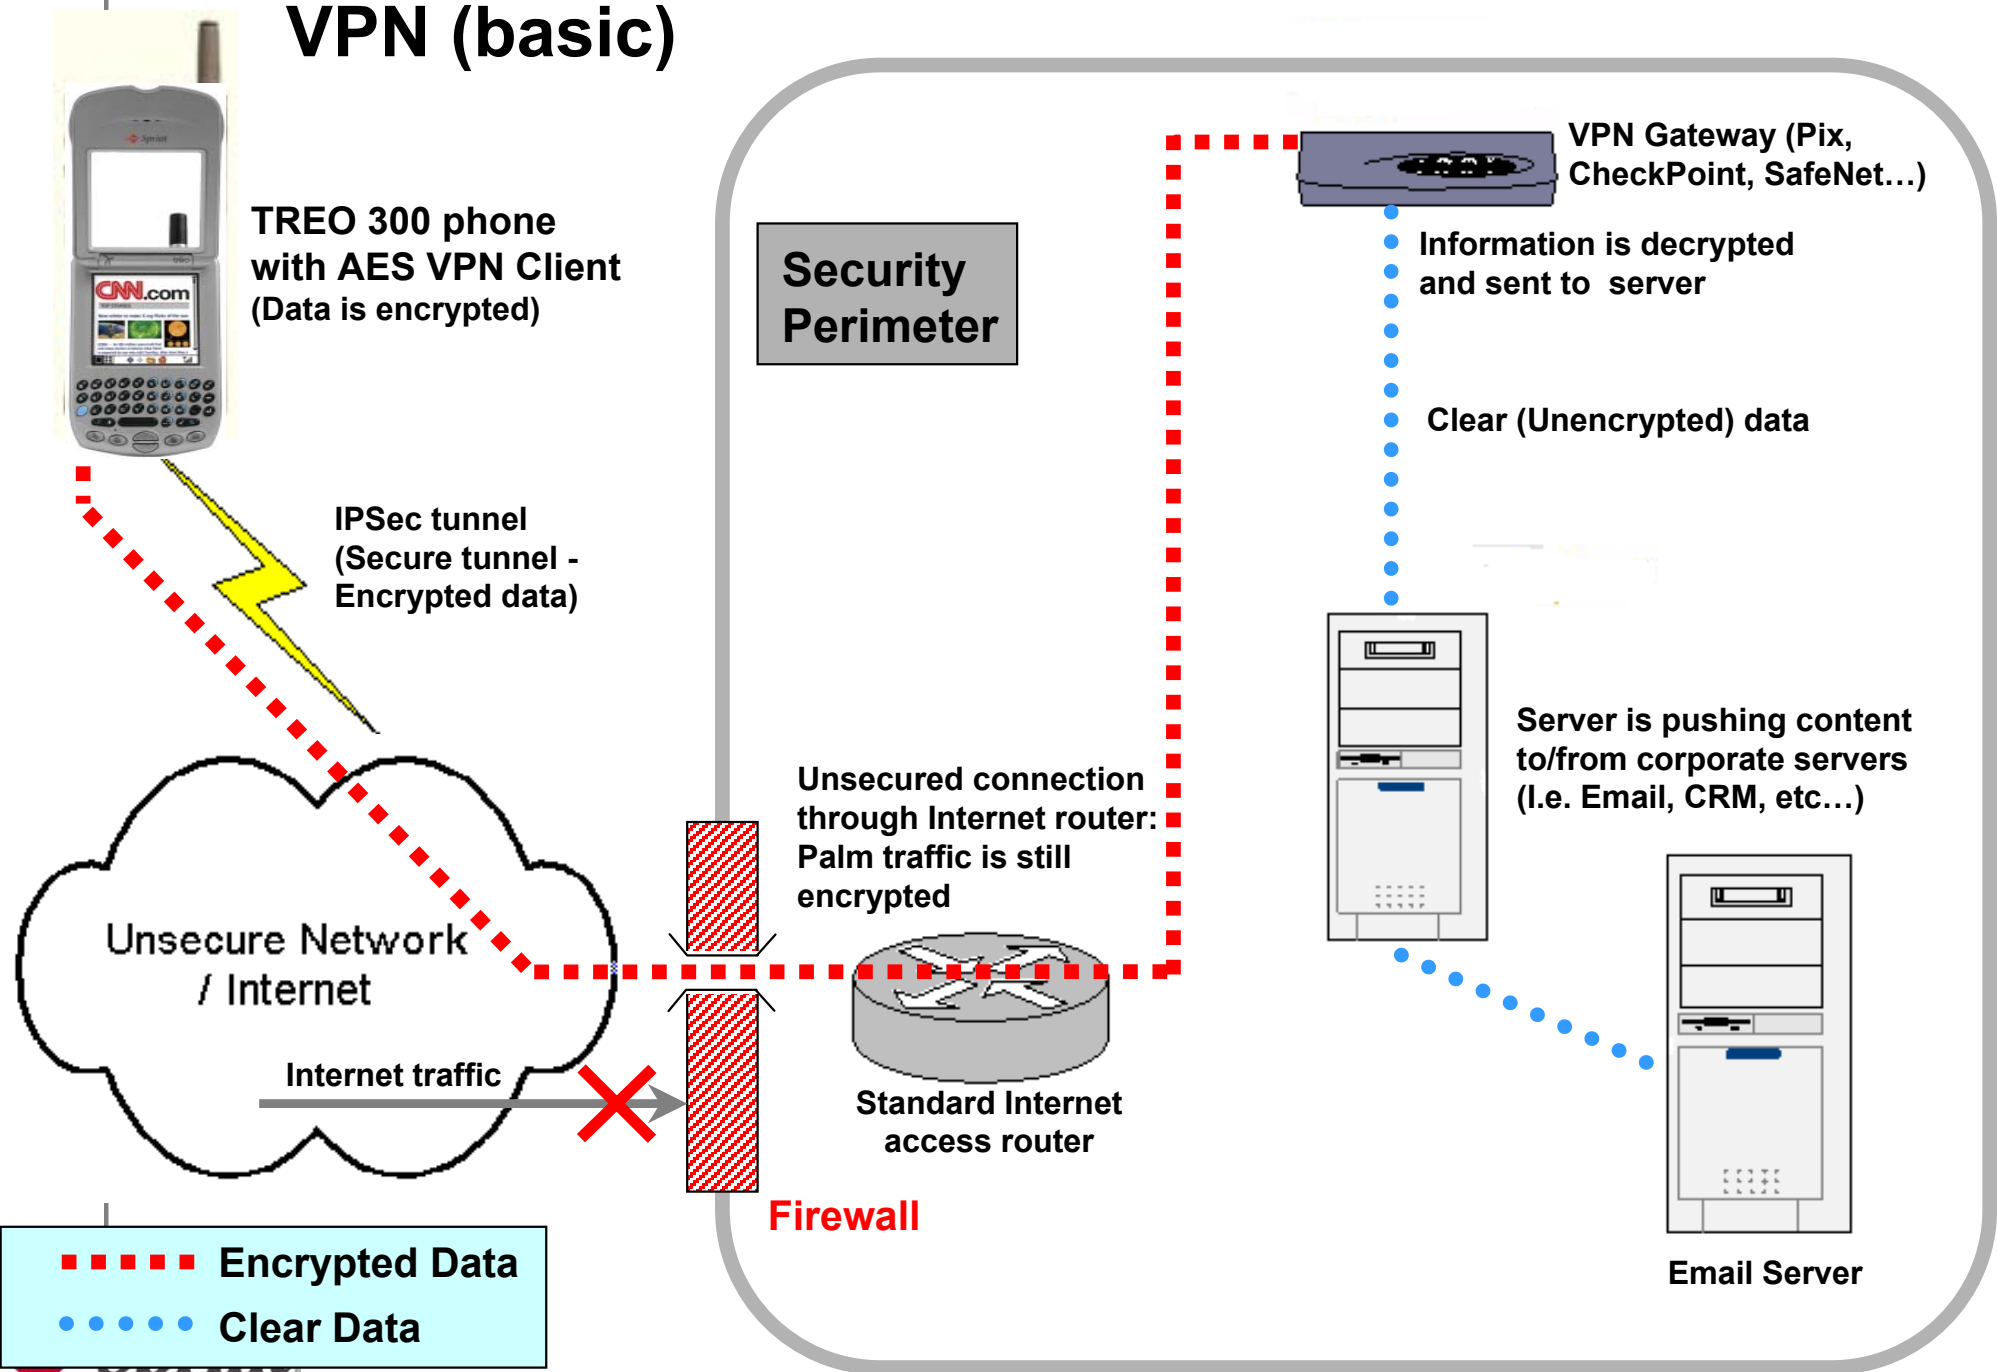 VPN (basic)
Sprint
TREO 300 phone
with AES VPN Client
(Data is encrypted)
CNN.com
IPSec tunnel
(Secure tunnel -
Encrypted data)
Security
Perimeter
VPN Gateway (Pix,
CheckPoint, SafeNet…)
Information is decrypted
and sent to server
Clear (Unencrypted) data
Server is pushing content
to/from corporate servers
(I.e. Email, CRM, etc…)
Unsecured connection
through Internet router:
Palm traffic is still
encrypted
Unsecure Network
/ Internet
Internet traffic
Standard Internet
access router
Firewall
Email Server
Encrypted Data
Clear Data